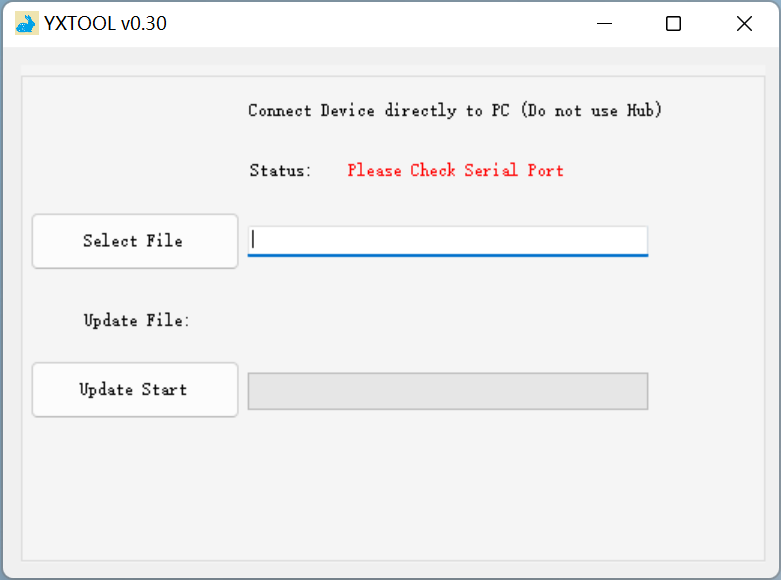 YXTOOL v0.30
Connect Device directly to PC (Do not use Hub)
Status: Please Check Serial Port
Select File
Update File:
Update Start